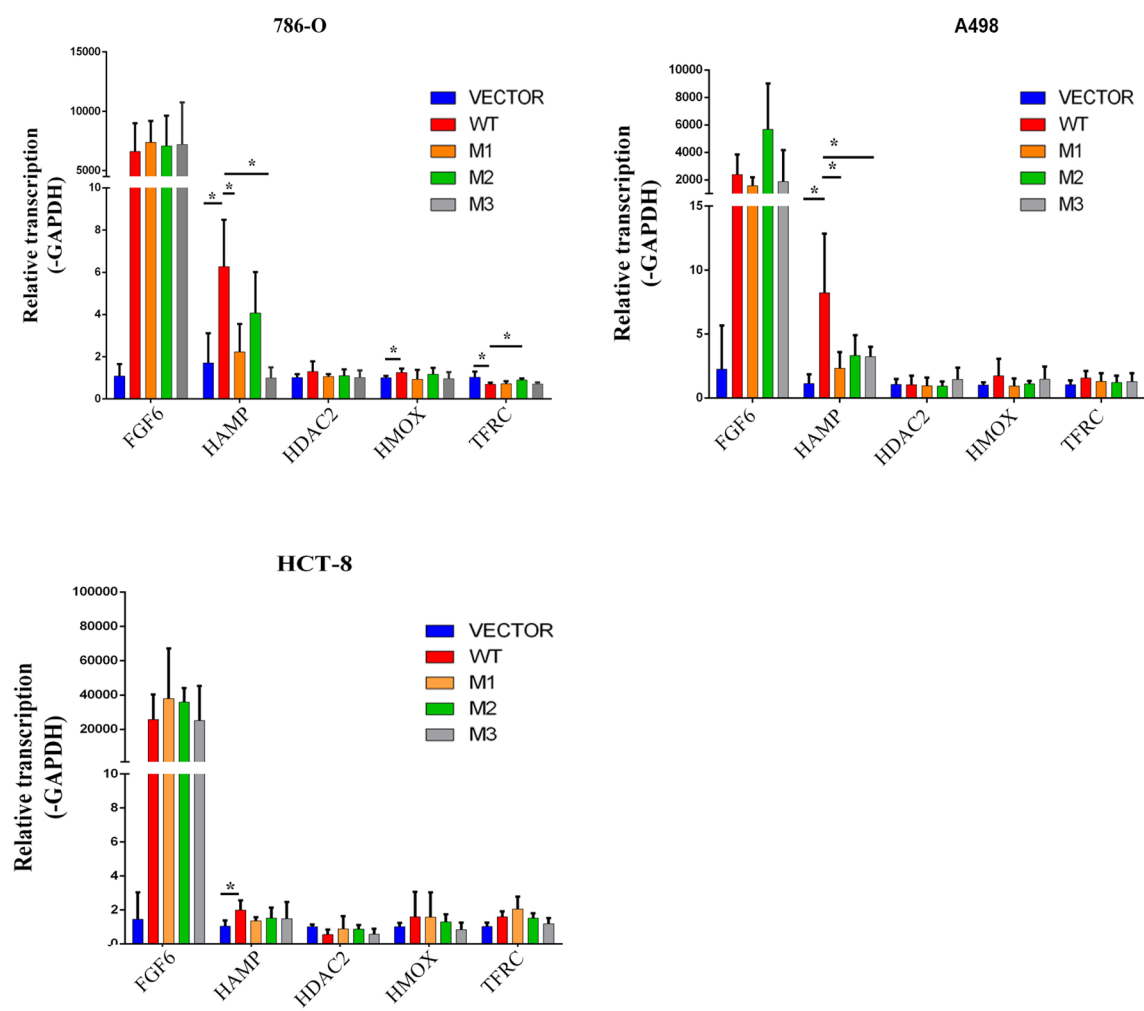 786-O
Relative transcription
(-GAPDH)
15000
10000
5000
10
8
6
4
2
0
* * *
* *
*
VECTOR
WT
M1
M2
M3
FGF6
HAMP
HDAC2
HMOX
TFRC
A498
Relative transcription
(-GAPDH)
10000
8000
6000
4000
2000
15
10
5
0
* * *
VECTOR
WT
M1
M2
M3
FGF6
HAMP
HDAC2
HMOX
TFRC
HCT-8
Relative transcription
(-GAPDH)
100000
80000
60000
40000
20000
10
8
6
4
2
0
*
VECTOR
WT
M1
M2
M3
FGF6
HAMP
HDAC2
HMOX
TFRC